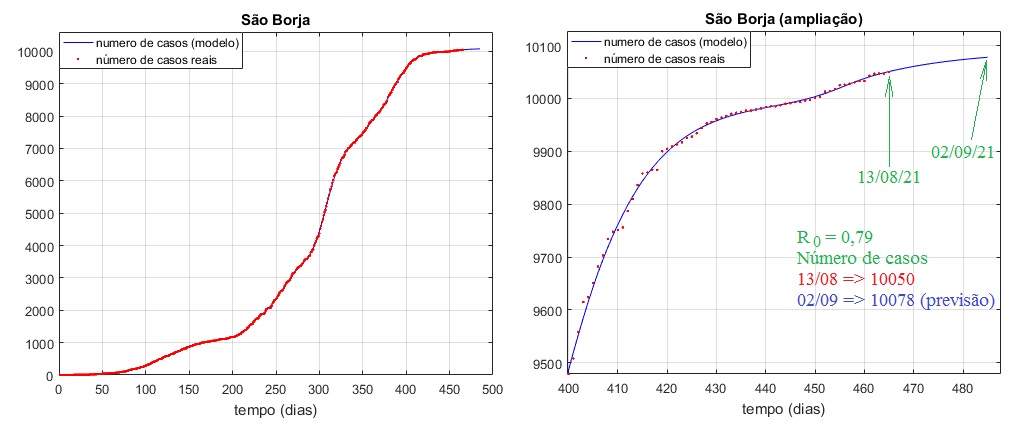 São Borja
numero de casos (modelo)
número de casos reais
10000
9000
8000
7000
6000
5000
4000
3000
2000
1000
0
0 50 100 150 200 250 300 350 400 450 500
tempo (dias)
São Borja (ampliação)
numero de casos (modelo)
número de casos reais
10100
10000
9900
9800
9700
9600
9500
02/09/21
13/08/21
R 0 = 0,79
Número de casos
13/08 => 10050
02/09 => 10078 (previsão)
400 410 420 430 440 450 460 470 480
tempo (dias)